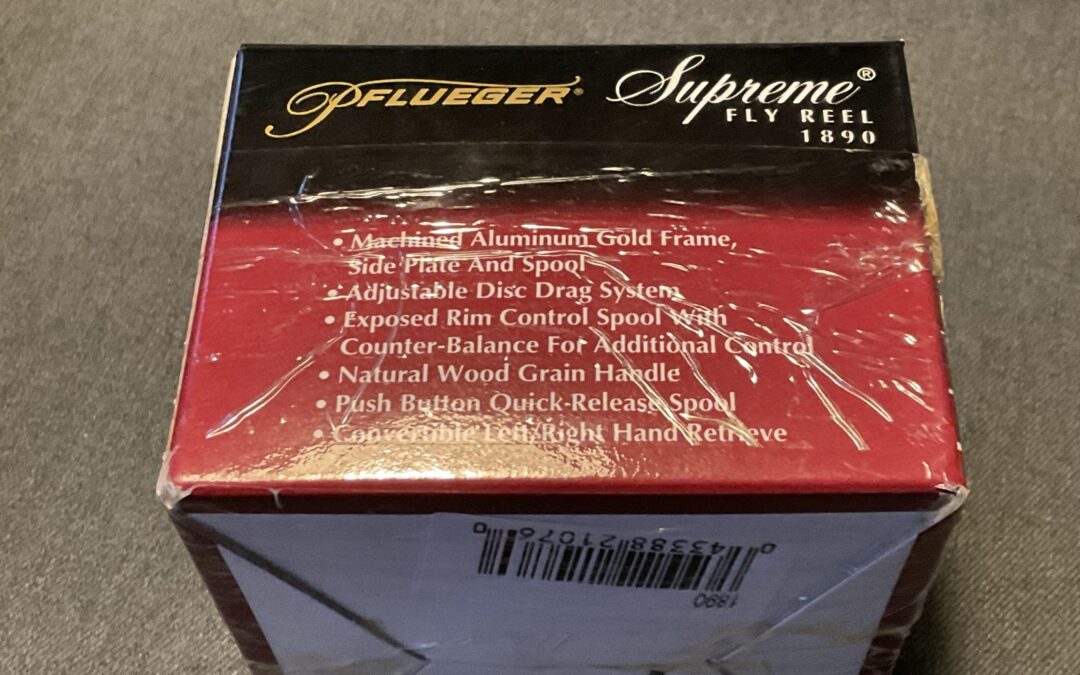 PFLUEGER® Supreme®
FLY REEL
1890
• Machined Aluminum Gold Frame,
Side Plate And Spool
• Adjustable Disc Drag System
• Exposed Rim Control Spool With
Counter-Balance For Additional Control
• Natural Wood Grain Handle
• Push Button Quick-Release Spool
• Convertible Left/Right Hand Retrieve
1890
0 43388 21076 0